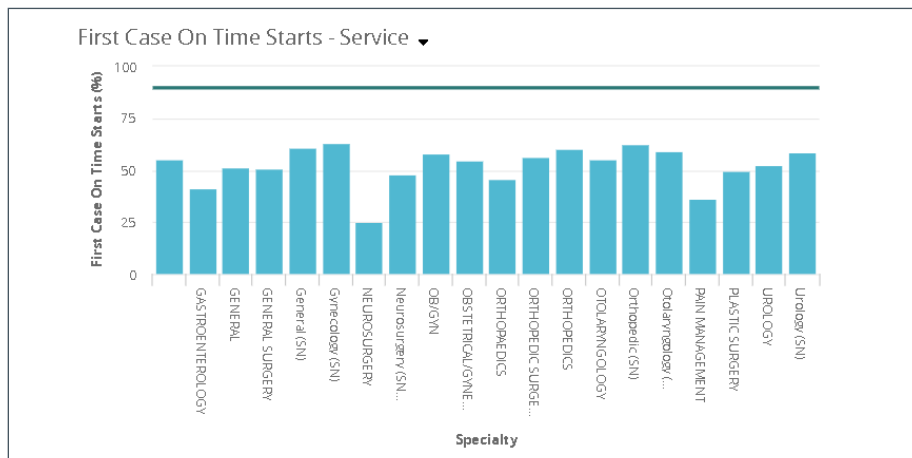 First Case On Time Starts - Service
First Case On Time Starts (%)
100
75
50
25
0
GASTROENTEROLOGY
GENERAL
GENERAL SURGERY
General (SN)
Gynecology (SN)
NEUROSURGERY
Neurosurgery (SN...
OB/GYN
OBSTETRICAL/GYNE...
ORTHOPAEDICS
ORTHOPEDIC SURGE...
ORTHOPEDICS
OTOLARYNGOLOGY
Orthopedic (SN)
Otolaryngology (...
PAIN MANAGEMENT
PLASTIC SURGERY
UROLOGY
Urology (SN)
Specialty